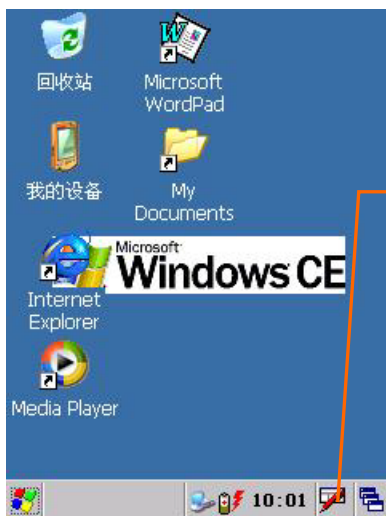 回收站
Microsoft
WordPad
我的设备
My
Documents
Microsoft
Windows CE
Internet
Explorer
Media Player
10:01